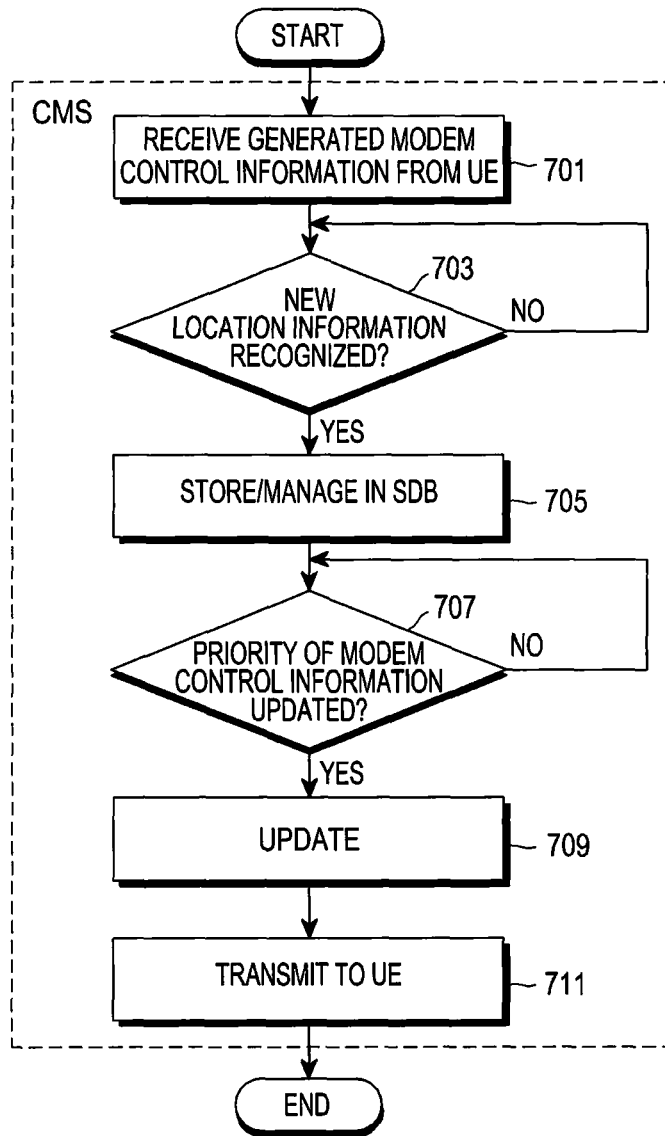 START
CMS
RECEIVE GENERATED MODEM
CONTROL INFORMATION FROM UE
701
703
NEW
LOCATION INFORMATION
RECOGNIZED?
NO
YES
STORE/MANAGE IN SDB
705
707
PRIORITY OF MODEM
CONTROL INFORMATION
UPDATED?
NO
YES
UPDATE
709
TRANSMIT TO UE
711
END